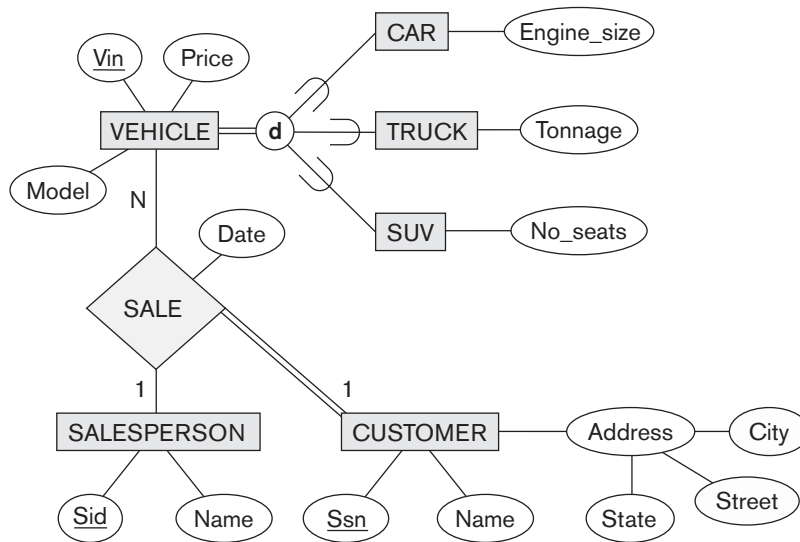 CAR
Engine_size
Vin
Price
VEHICLE
d
TRUCK
Tonnage
Model
N
Date
SUV
No_seats
SALE
1
1
SALESPERSON
CUSTOMER
Address
City
Sid
Name
Ssn
Name
State
Street